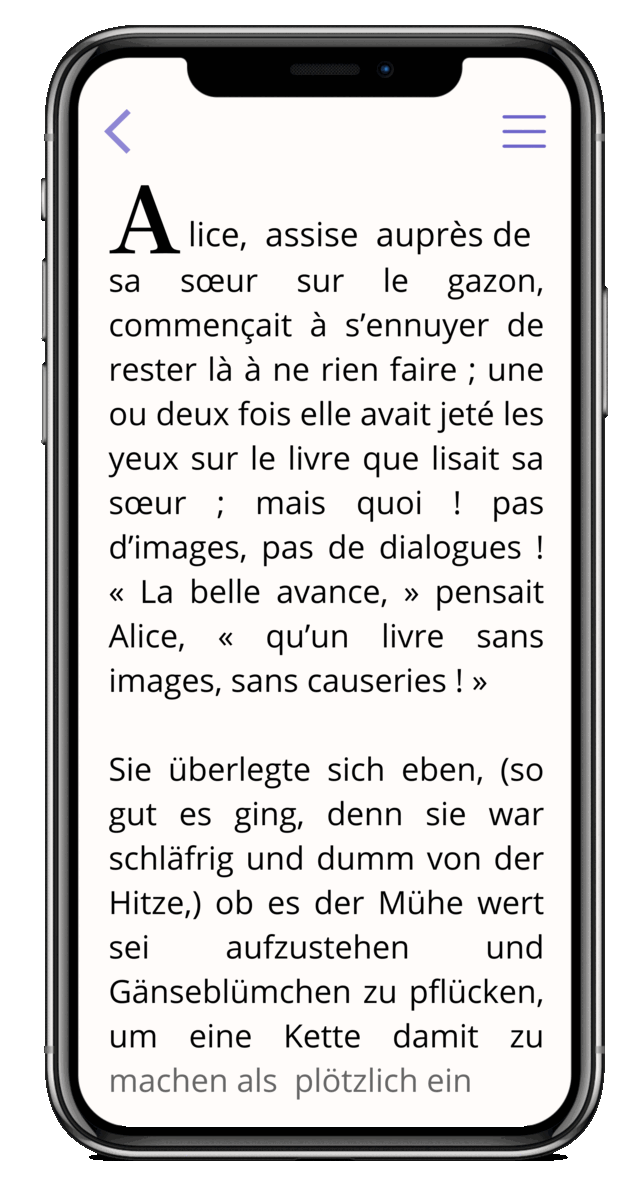 Alice, assise auprès de
sa sœur sur le gazon,
commençait à s’ennuyer de
rester là à ne rien faire ; une
ou deux fois elle avait jeté les
yeux sur le livre que lisait sa
sœur ; mais quoi ! pas
d’images, pas de dialogues !
« La belle avance, » pensait
Alice, « qu’un livre sans
images, sans causeries ! »
Sie überlegte sich eben, (so
gut es ging, denn sie war
schläfrig und dumm von der
Hitze,) ob es der Mühe wert
sei aufzustehen und
Gänseblümchen zu pflücken,
um eine Kette damit zu
machen als plötzlich ein